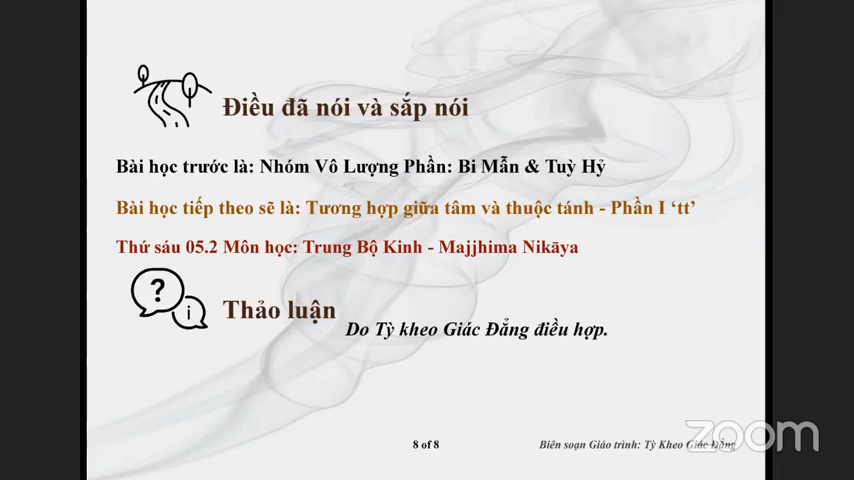 Điều đã nói và sắp nói
Bài học trước là: Nhóm Vô Lượng Phần: Bi Mẫn & Tuỳ Hỷ
Bài học tiếp theo sẽ là: Tương hợp giữa tâm và thuộc tánh - Phần I ‘tt’
Thứ sáu 05.2 Môn học: Trung Bộ Kinh - Majjhima Nikāya
?
i
Thảo luận
Do Tỳ kheo Giác Đẳng điều hợp.
8 of 8
Biên soạn Giáo trình: Tỳ Kheo Giác Đẳng
zoom